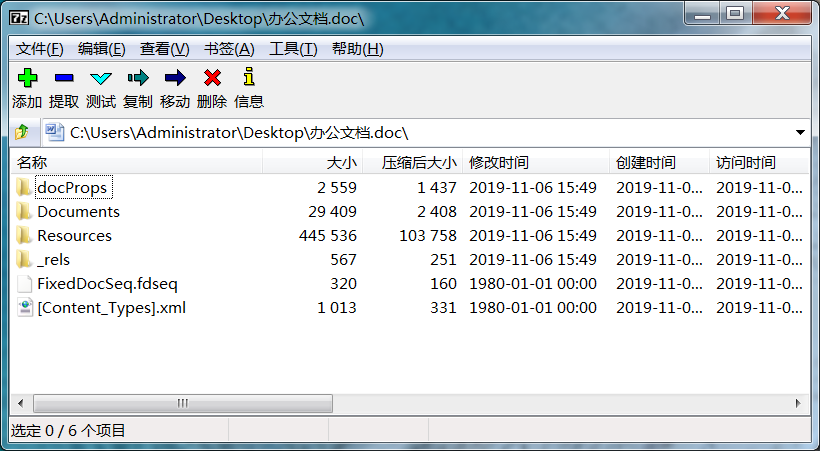 C:\Users\Administrator\Desktop\办公文档.doc\
文件(F) 编辑(E) 查看(V) 书签(A) 工具(T) 帮助(H)
添加 提取 测试 复制 移动 删除 信息
C:\Users\Administrator\Desktop\办公文档.doc\
名称 大小 压缩后大小 修改时间 创建时间 访问时间
docProps 2 559 1 437 2019-11-06 15:49 2019-11-0... 2019-11-0...
Documents 29 409 2 408 2019-11-06 15:49 2019-11-0... 2019-11-0...
Resources 445 536 103 758 2019-11-06 15:49 2019-11-0... 2019-11-0...
_rels 567 251 2019-11-06 15:49 2019-11-0... 2019-11-0...
FixedDocSeq.fdseq 320 160 1980-01-01 00:00 2019-11-0... 2019-11-0...
[Content_Types].xml 1 013 331 1980-01-01 00:00 2019-11-0... 2019-11-0...
选定 0 / 6 个项目